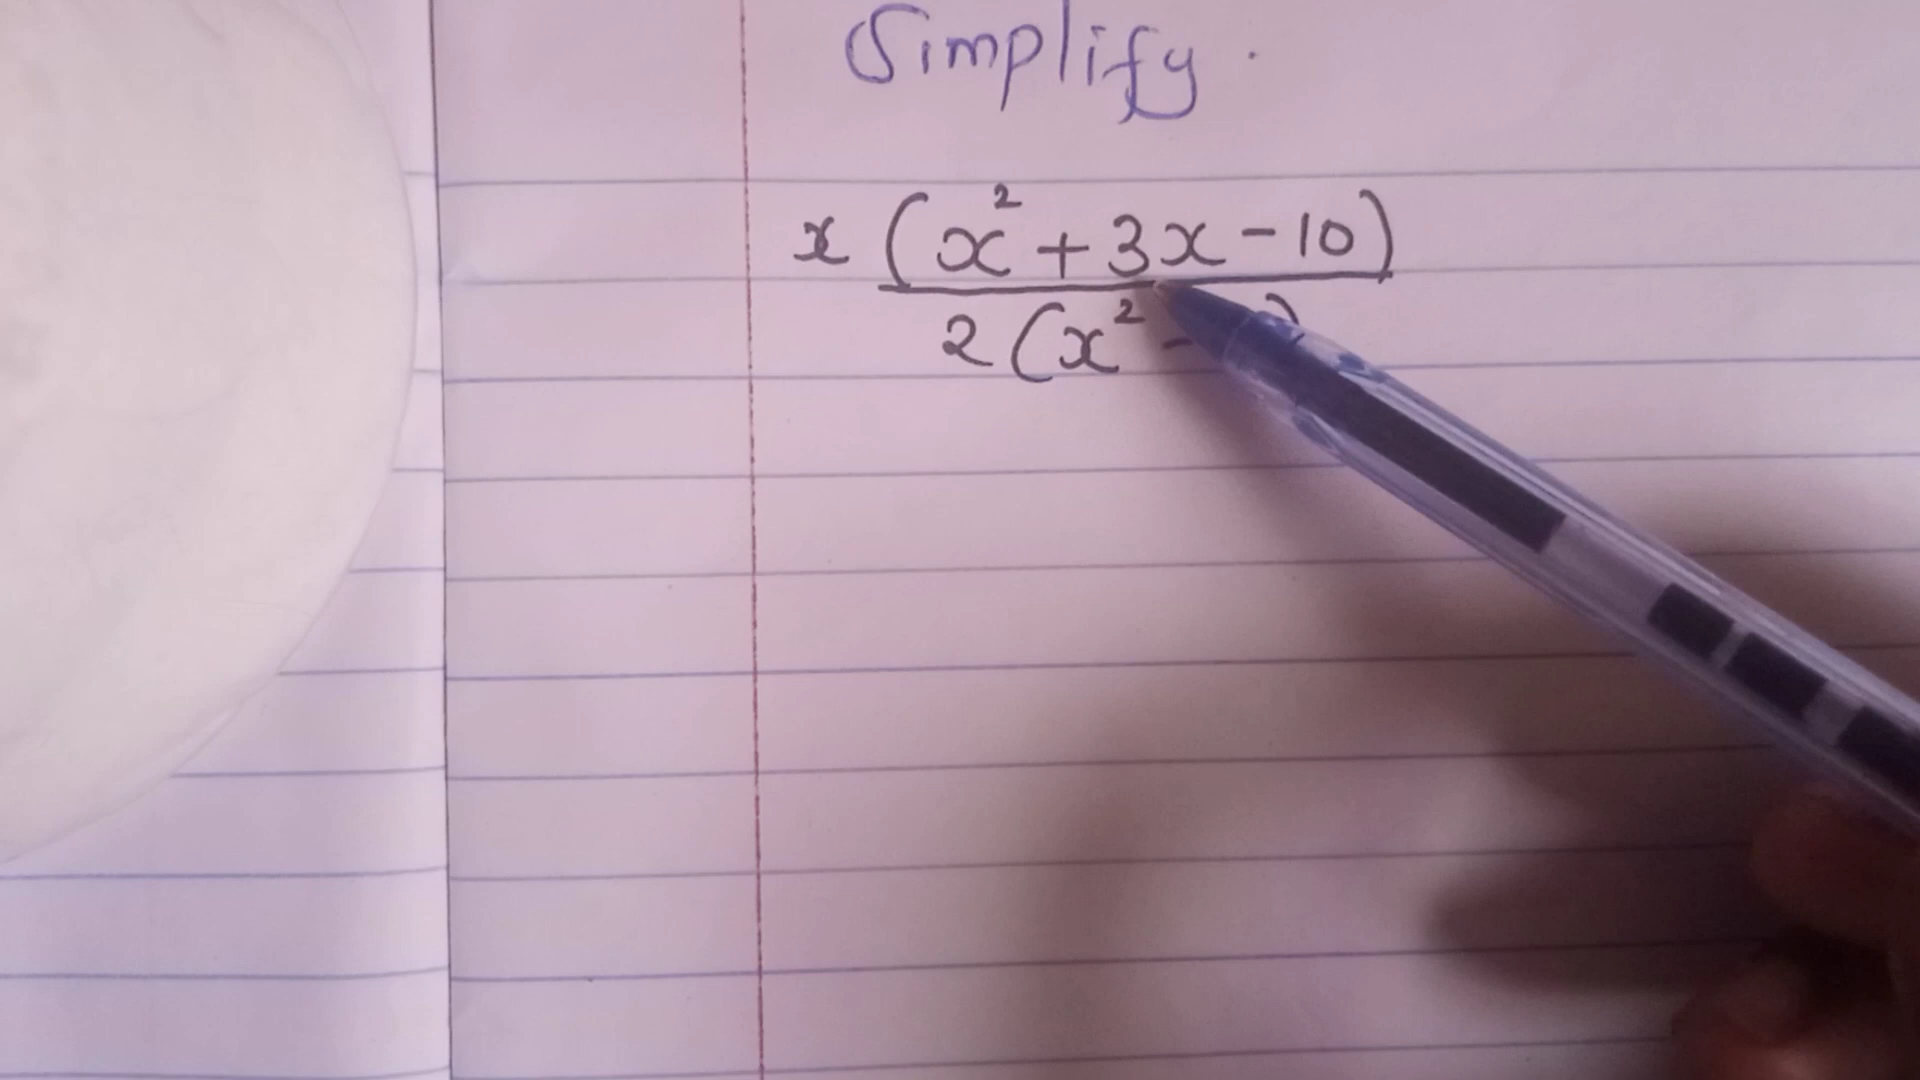 Simplify.
x (x² + 3x - 10)
2 (x² - )